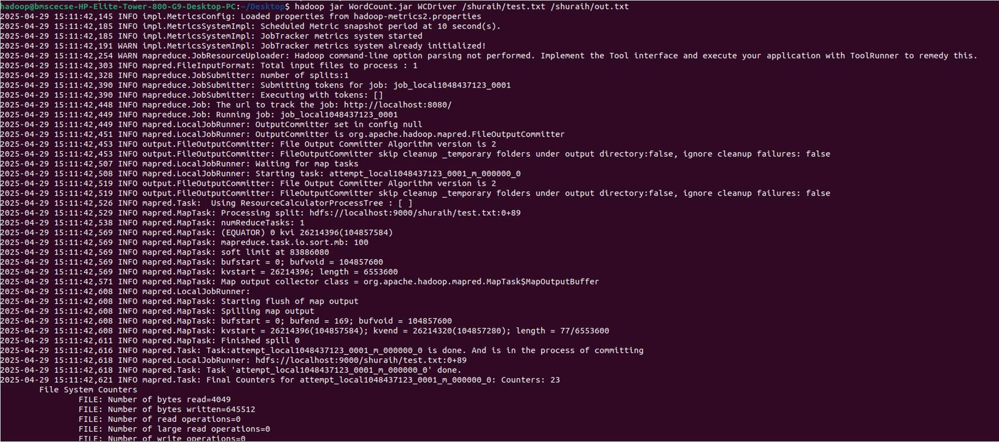 hadoop@bmscecse-HP-Elite-Tower-800-G9-Desktop-PC:~/Desktop$ hadoop jar WordCount.jar WCDriver /shuraih/test.txt /shuraih/out.txt
2025-04-29 15:11:42,145 INFO impl.MetricsConfig: Loaded properties from hadoop-metrics2.properties
2025-04-29 15:11:42,185 INFO impl.MetricsSystemImpl: Scheduled Metric snapshot period at 10 second(s).
2025-04-29 15:11:42,185 INFO impl.MetricsSystemImpl: JobTracker metrics system started
2025-04-29 15:11:42,191 WARN impl.MetricsSystemImpl: JobTracker metrics system already initialized!
2025-04-29 15:11:42,254 WARN mapreduce.JobResourceUploader: Hadoop command-line option parsing not performed. Implement the Tool interface and execute your application with ToolRunner to remedy this.
2025-04-29 15:11:42,303 INFO mapred.FileInputFormat: Total input files to process : 1
2025-04-29 15:11:42,328 INFO mapreduce.JobSubmitter: number of splits:1
2025-04-29 15:11:42,390 INFO mapreduce.JobSubmitter: Submitting tokens for job: job_local1048437123_0001
2025-04-29 15:11:42,390 INFO mapreduce.JobSubmitter: Executing with tokens: []
2025-04-29 15:11:42,448 INFO mapreduce.Job: The url to track the job: http://localhost:8080/
2025-04-29 15:11:42,449 INFO mapreduce.Job: Running job: job_local1048437123_0001
2025-04-29 15:11:42,449 INFO mapred.LocalJobRunner: OutputCommitter set in config null
2025-04-29 15:11:42,451 INFO mapred.LocalJobRunner: OutputCommitter is org.apache.hadoop.mapred.FileOutputCommitter
2025-04-29 15:11:42,453 INFO output.FileOutputCommitter: File Output Committer Algorithm version is 2
2025-04-29 15:11:42,453 INFO output.FileOutputCommitter: FileOutputCommitter skip cleanup _temporary folders under output directory:false, ignore cleanup failures: false
2025-04-29 15:11:42,507 INFO mapred.LocalJobRunner: Waiting for map tasks
2025-04-29 15:11:42,508 INFO mapred.LocalJobRunner: Starting task: attempt_local1048437123_0001_m_000000_0
2025-04-29 15:11:42,519 INFO output.FileOutputCommitter: File Output Committer Algorithm version is 2
2025-04-29 15:11:42,519 INFO output.FileOutputCommitter: FileOutputCommitter skip cleanup _temporary folders under output directory:false, ignore cleanup failures: false
2025-04-29 15:11:42,526 INFO mapred.Task:  Using ResourceCalculatorProcessTree : [ ]
2025-04-29 15:11:42,529 INFO mapred.MapTask: Processing split: hdfs://localhost:9000/shuraih/test.txt:0+89
2025-04-29 15:11:42,538 INFO mapred.MapTask: numReduceTasks: 1
2025-04-29 15:11:42,569 INFO mapred.MapTask: (EQUATOR) 0 kvi 26214396(104857584)
2025-04-29 15:11:42,569 INFO mapred.MapTask: mapreduce.task.io.sort.mb: 100
2025-04-29 15:11:42,569 INFO mapred.MapTask: soft limit at 83886080
2025-04-29 15:11:42,569 INFO mapred.MapTask: bufstart = 0; bufvoid = 104857600
2025-04-29 15:11:42,569 INFO mapred.MapTask: kvstart = 26214396; length = 6553600
2025-04-29 15:11:42,571 INFO mapred.MapTask: Map output collector class = org.apache.hadoop.mapred.MapTask$MapOutputBuffer
2025-04-29 15:11:42,608 INFO mapred.LocalJobRunner:
2025-04-29 15:11:42,608 INFO mapred.MapTask: Starting flush of map output
2025-04-29 15:11:42,608 INFO mapred.MapTask: Spilling map output
2025-04-29 15:11:42,608 INFO mapred.MapTask: bufstart = 0; bufend = 169; bufvoid = 104857600
2025-04-29 15:11:42,608 INFO mapred.MapTask: kvstart = 26214396(104857584); kvend = 26214320(104857280); length = 77/6553600
2025-04-29 15:11:42,611 INFO mapred.MapTask: Finished spill 0
2025-04-29 15:11:42,616 INFO mapred.Task: Task:attempt_local1048437123_0001_m_000000_0 is done. And is in the process of committing
2025-04-29 15:11:42,618 INFO mapred.LocalJobRunner: hdfs://localhost:9000/shuraih/test.txt:0+89
2025-04-29 15:11:42,618 INFO mapred.Task: Task 'attempt_local1048437123_0001_m_000000_0' done.
2025-04-29 15:11:42,621 INFO mapred.Task: Final Counters for attempt_local1048437123_0001_m_000000_0: Counters: 23
File System Counters
FILE: Number of bytes read=4049
FILE: Number of bytes written=645512
FILE: Number of read operations=0
FILE: Number of large read operations=0
FILE: Number of write operations=0